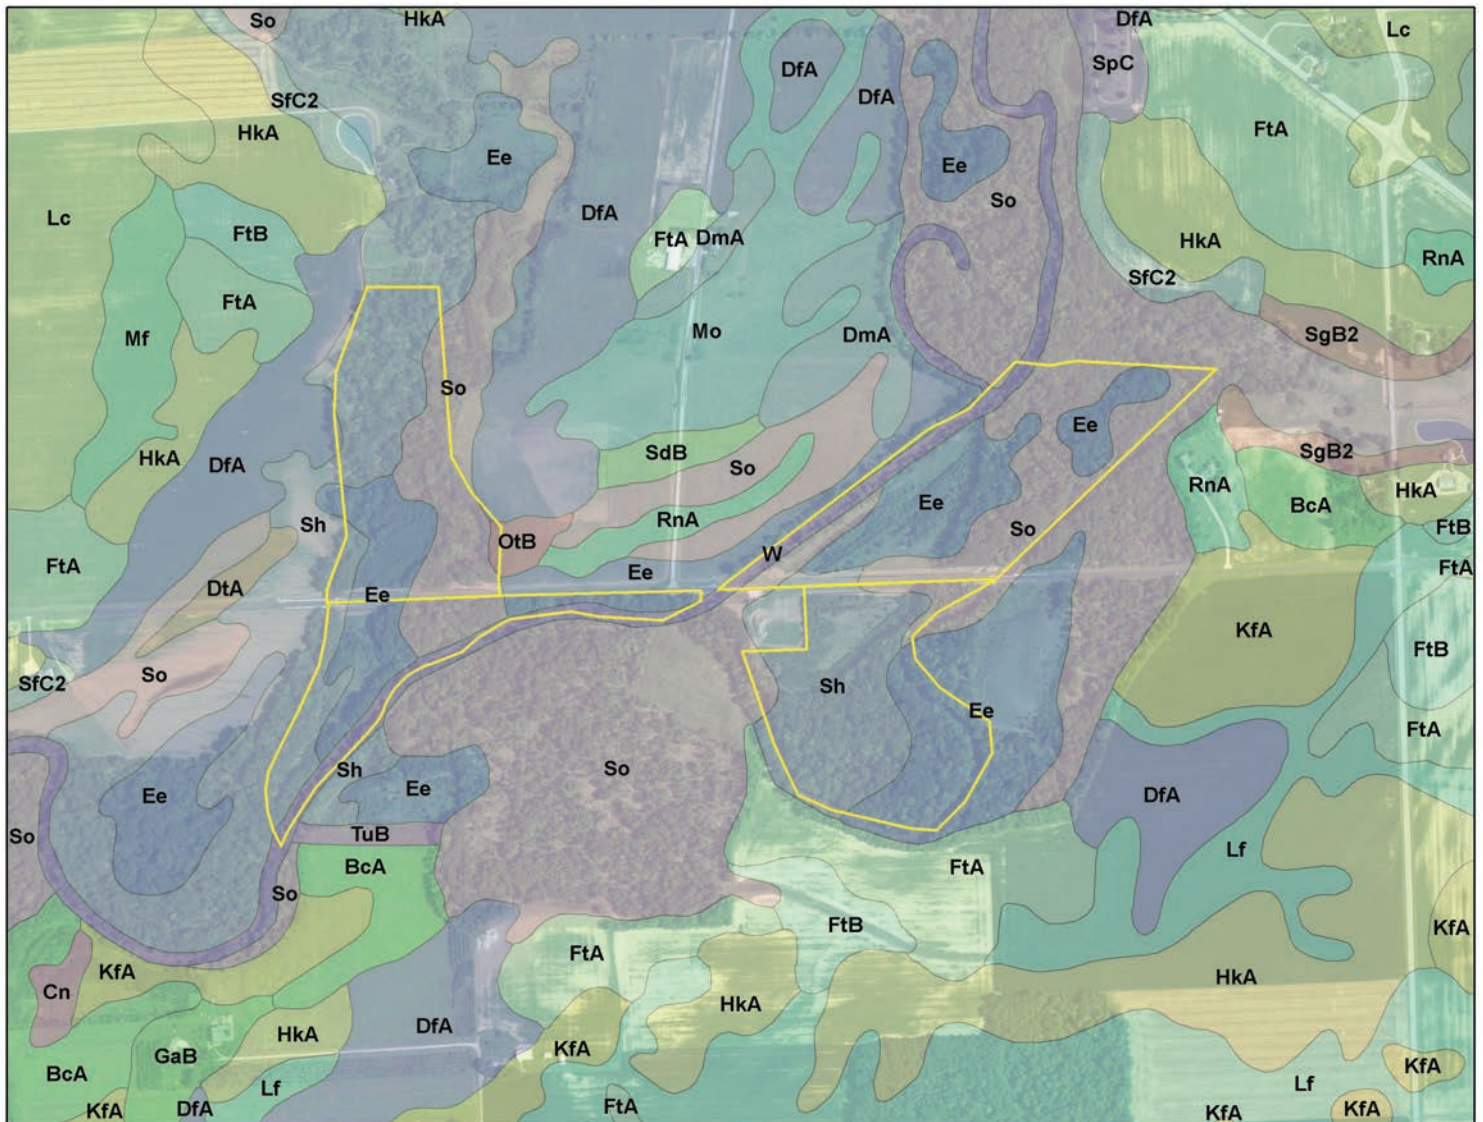 So
HkA
DfA
Lc
SpC
DfA
DfA
SfC2
HkA
FtA
Ee
Ee
So
Lc
DfA
FtB
FtA
DmA
HkA
RnA
SfC2
FtA
Mf
Mo
DmA
SgB2
So
Ee
HkA
DfA
SdB
So
SgB2
RnA
HkA
Ee
BcA
Sh
RnA
So
FtB
OtB
W
FtA
Ee
FtA
DtA
Ee
KfA
FtB
So
SfC2
Sh
Ee
FtA
Sh
So
Ee
Ee
DfA
So
TuB
Lf
BcA
FtA
So
FtB
KfA
FtA
KfA
HkA
Cn
HkA
DfA
HkA
KfA
GaB
KfA
BcA
Lf
Lf
KfA
DfA
FtA
KfA
KfA